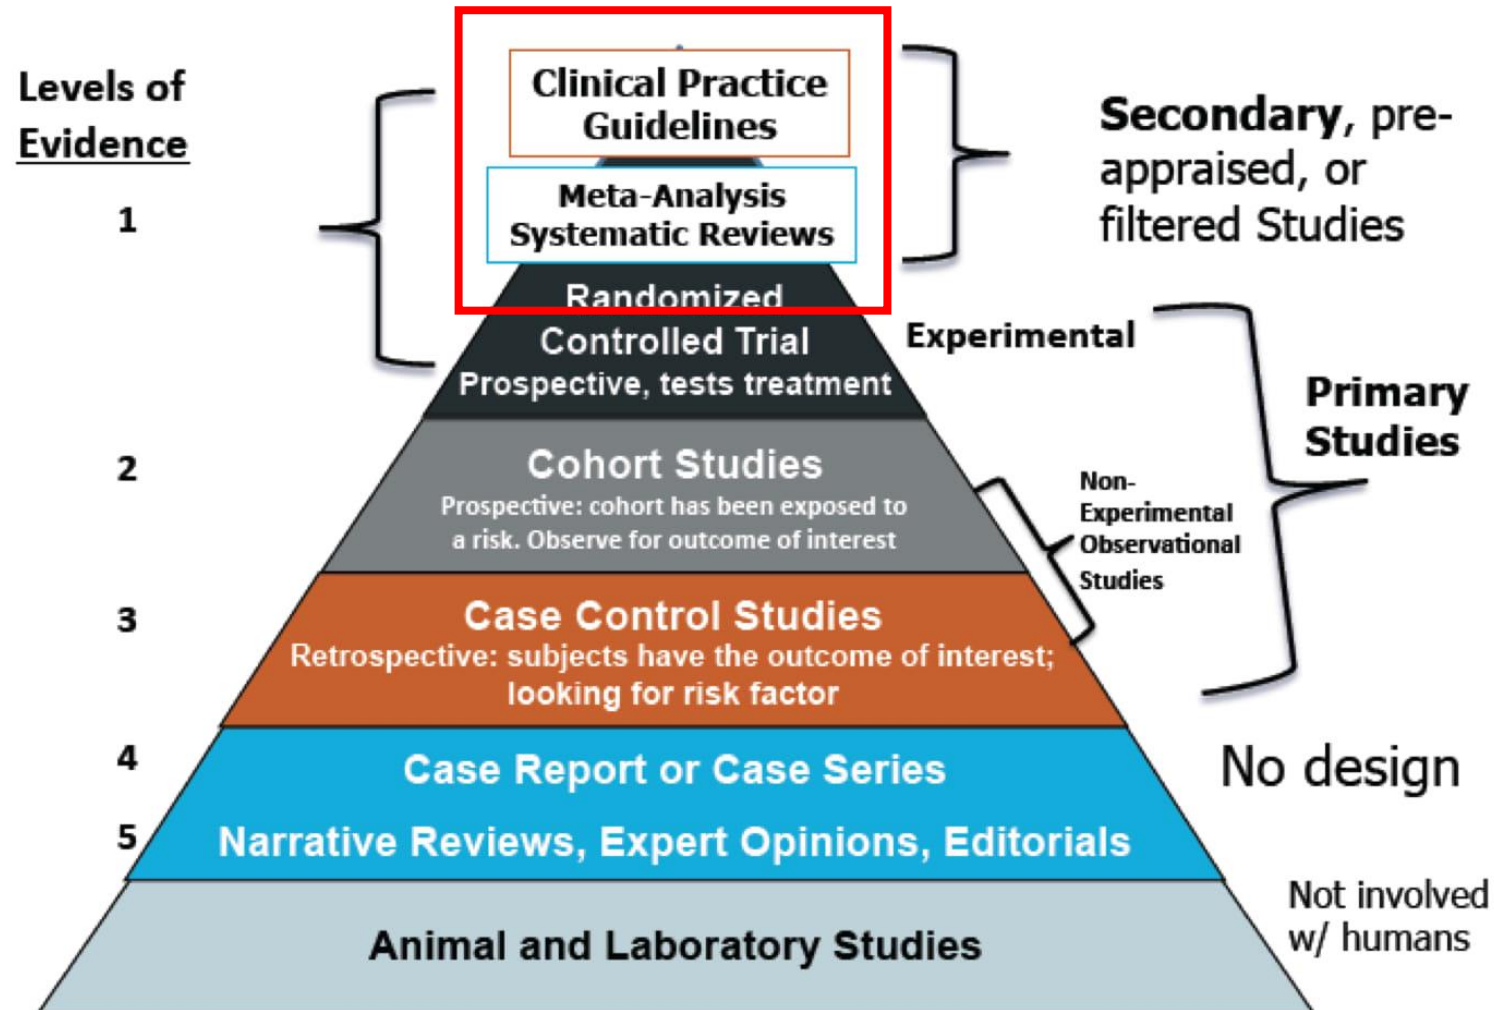 Levels of
Evidence
1
2
3
4
5
Clinical Practice
Guidelines
Meta-Analysis
Systematic Reviews
Randomized
Controlled Trial
Prospective, tests treatment
Cohort Studies
Prospective: cohort has been exposed to
a risk. Observe for outcome of interest
Case Control Studies
Retrospective: subjects have the outcome of interest;
looking for risk factor
Case Report or Case Series
Narrative Reviews, Expert Opinions, Editorials
Animal and Laboratory Studies
Secondary, pre-
appraised, or
filtered Studies
Experimental
Non-
Experimental
Observational
Studies
Primary
Studies
No design
Not involved
w/ humans